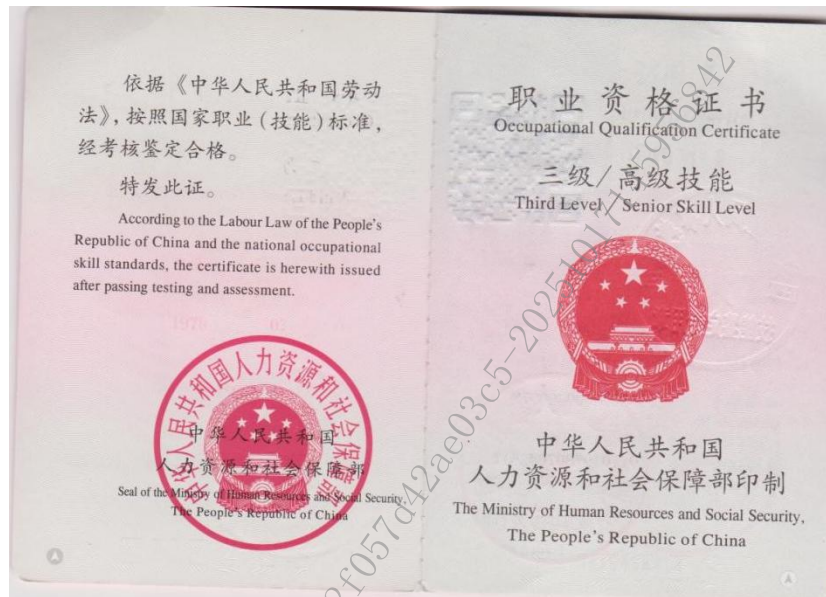 依据《中华人民共和国劳动
法》，按照国家职业（技能）标准，
经考核鉴定合格。
特发此证。
According to the Labour Law of the People's
Republic of China and the national occupational
skill standards, the certificate is herewith issued
after passing testing and assessment.
中华人民共和国人力资源和社会保障部
中华人民共和国
人力资源和社会保障部
Seal of the Ministry of Human Resources and Social Security,
The People's Republic of China
职业资格证书
Occupational Qualification Certificate
三级/高级技能
Third Level / Senior Skill Level
中华人民共和国
人力资源和社会保障部印制
The Ministry of Human Resources and Social Security,
The People's Republic of China